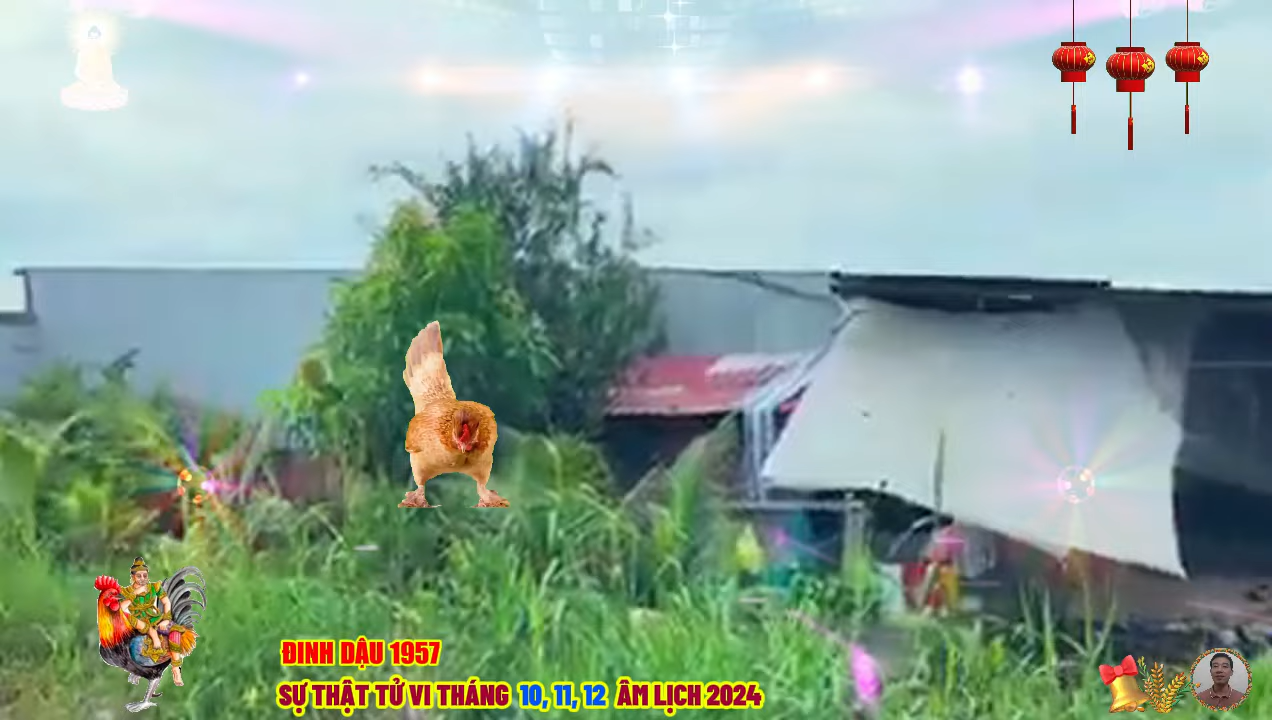 ĐINH DẬU 1957
SỰ THẬT TỬ VI THÁNG 10, 11, 12 ÂM LỊCH 2024